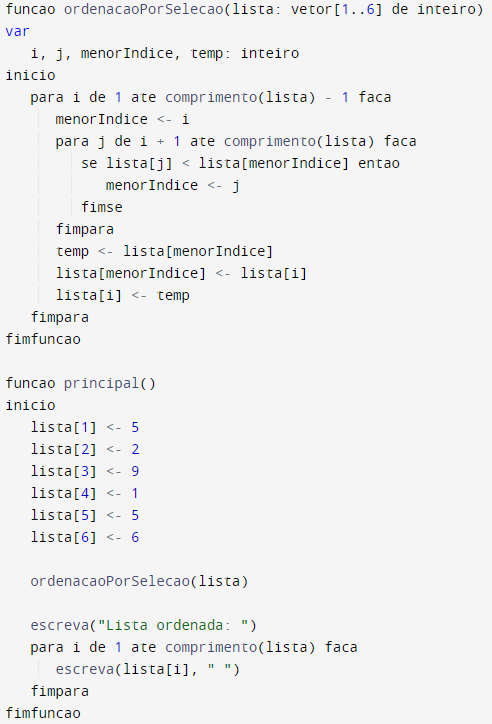 funcao ordenacaoPorSelecao(lista: vetor[1..6] de inteiro)
var
   i, j, menorIndice, temp: inteiro
inicio
   para i de 1 ate comprimento(lista) - 1 faca
      menorIndice <- i
      para j de i + 1 ate comprimento(lista) faca
         se lista[j] < lista[menorIndice] entao
            menorIndice <- j
         fimse
      fimpara
      temp <- lista[menorIndice]
      lista[menorIndice] <- lista[i]
      lista[i] <- temp
   fimpara
fimfuncao

funcao principal()
inicio
   lista[1] <- 5
   lista[2] <- 2
   lista[3] <- 9
   lista[4] <- 1
   lista[5] <- 5
   lista[6] <- 6

   ordenacaoPorSelecao(lista)

   escreva("Lista ordenada: ")
   para i de 1 ate comprimento(lista) faca
      escreva(lista[i], " ")
   fimpara
fimfuncao